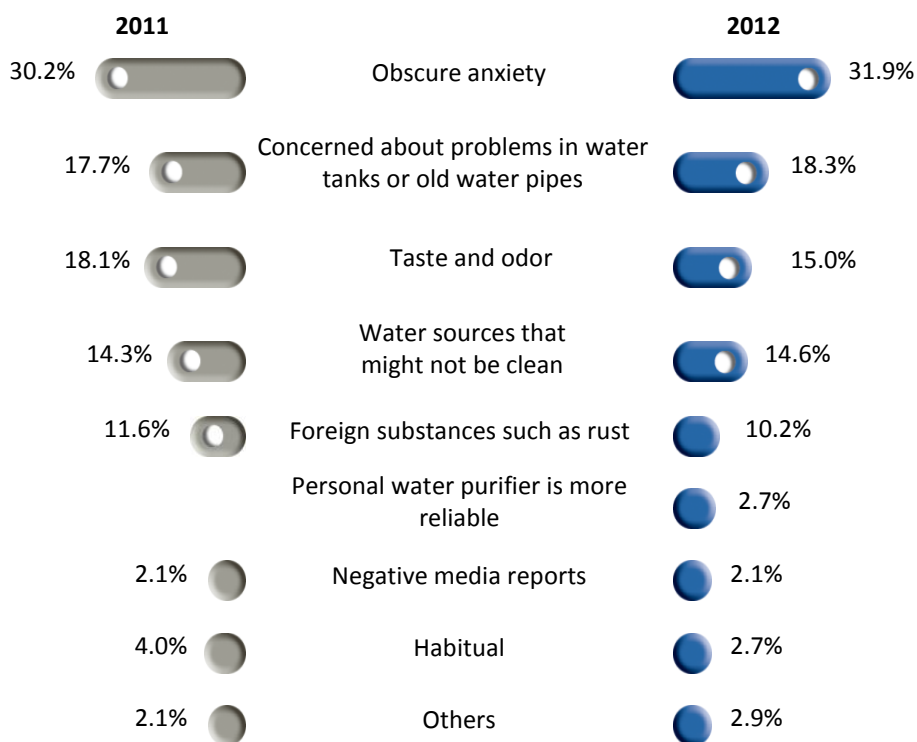 2011 2012
30.2% Obscure anxiety 31.9%
17.7% Concerned about problems in water tanks or old water pipes 18.3%
18.1% Taste and odor 15.0%
14.3% Water sources that might not be clean 14.6%
11.6% Foreign substances such as rust 10.2%
Personal water purifier is more reliable 2.7%
2.1% Negative media reports 2.1%
4.0% Habitual 2.7%
2.1% Others 2.9%